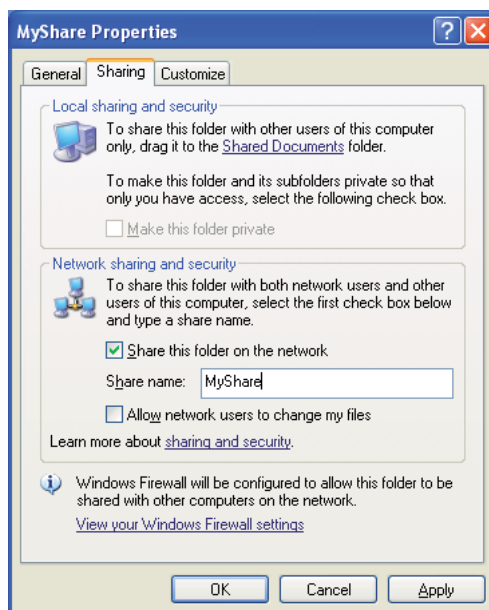 MyShare Properties
General Sharing Customize
Local sharing and security
To share this folder with other users of this computer
only, drag it to the Shared Documents folder.
To make this folder and its subfolders private so that
only you have access, select the following check box.
Make this folder private
Network sharing and security
To share this folder with both network users and other
users of this computer, select the first check box below
and type a share name.
Share this folder on the network
Share name: MyShare
Allow network users to change my files
Learn more about sharing and security.
Windows Firewall will be configured to allow this folder to be
shared with other computers on the network.
View your Windows Firewall settings
OK Cancel Apply